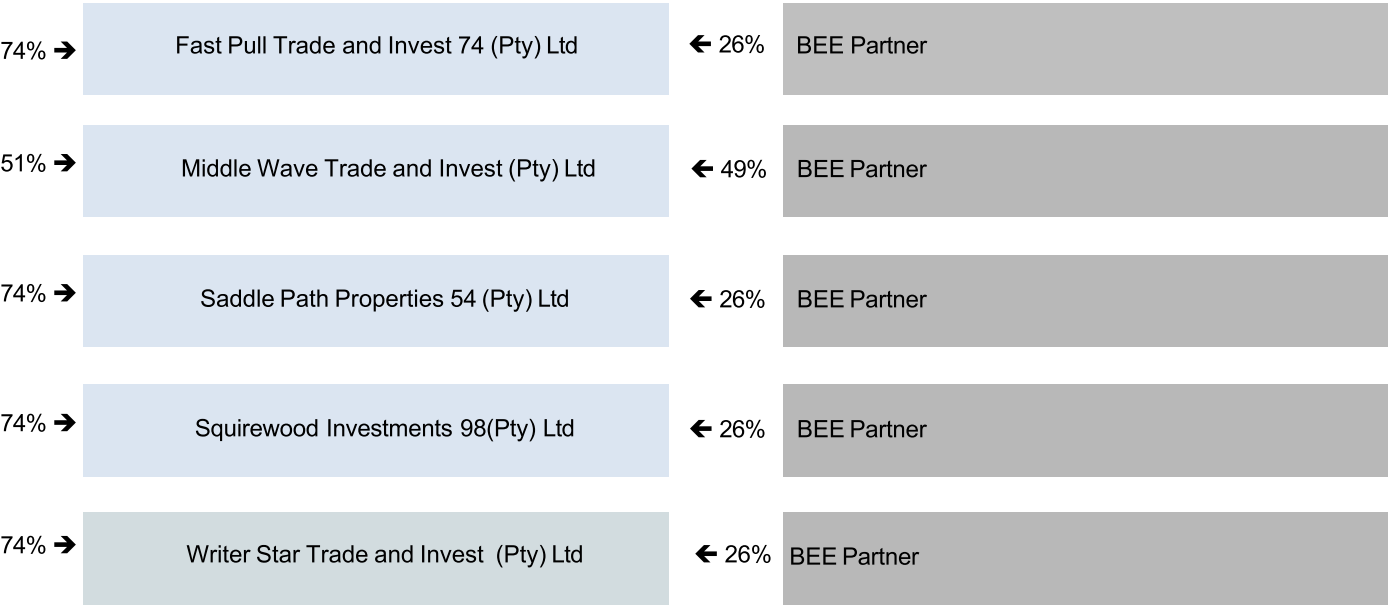 74% → Fast Pull Trade and Invest 74 (Pty) Ltd ← 26% BEE Partner
51% → Middle Wave Trade and Invest (Pty) Ltd ← 49% BEE Partner
74% → Saddle Path Properties 54 (Pty) Ltd ← 26% BEE Partner
74% → Squirewood Investments 98(Pty) Ltd ← 26% BEE Partner
74% → Writer Star Trade and Invest (Pty) Ltd ← 26% BEE Partner